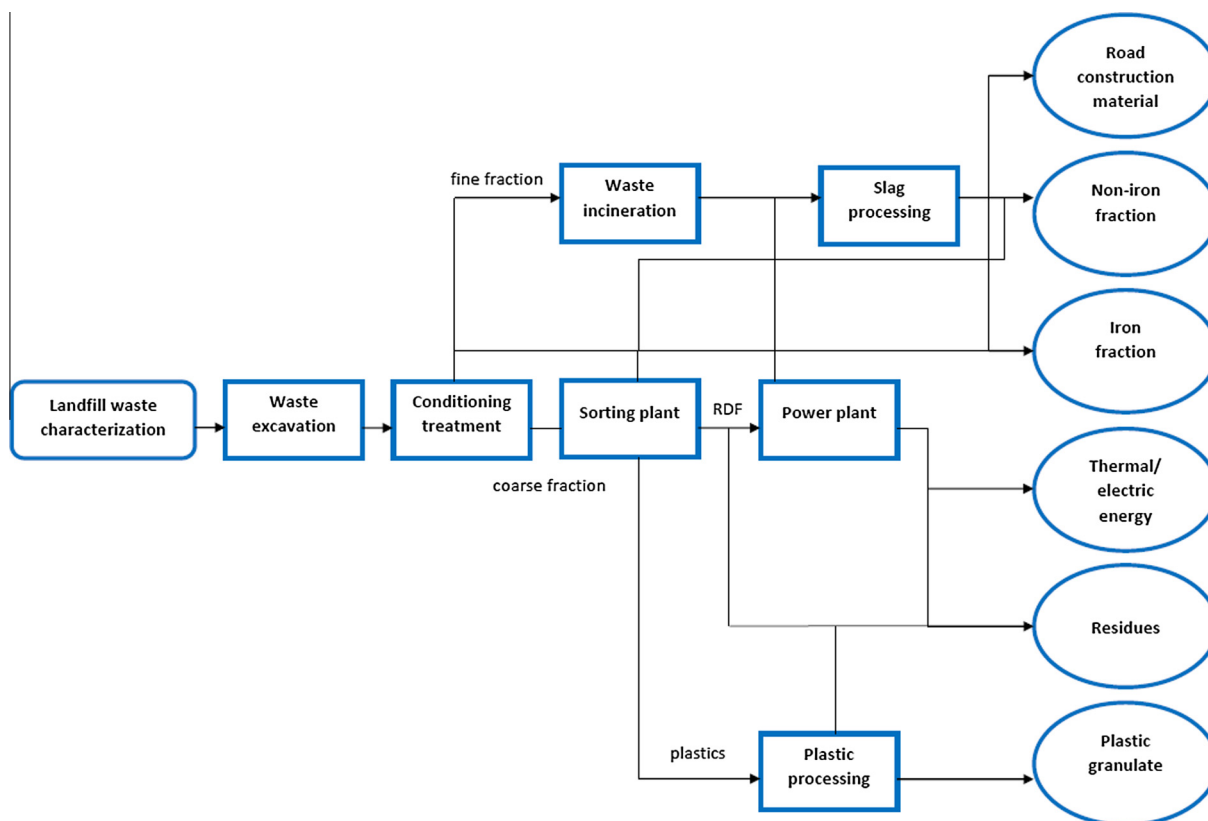 Road
construction
material
fine fraction
Waste
incineration
Slag
processing
Non-iron
fraction
Iron
fraction
Landfill waste
characterization
Waste
excavation
Conditioning
treatment
Sorting plant
RDF
Power plant
coarse fraction
Thermal/
electric
energy
Residues
plastics
Plastic
processing
Plastic
granulate